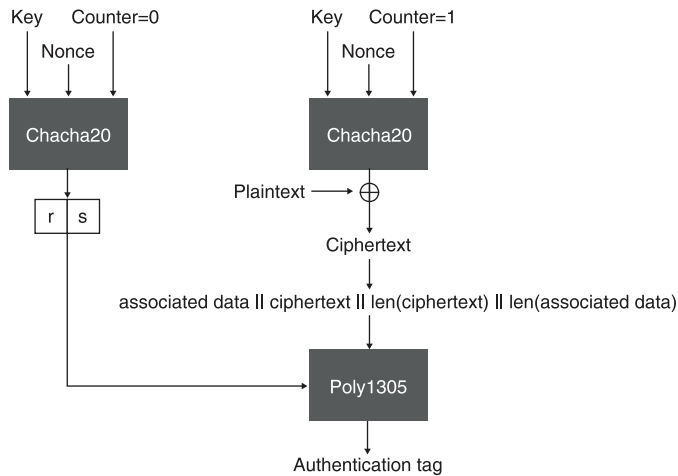 Key Counter=0
Nonce
Chacha20
r s
Key Counter=1
Nonce
Chacha20
Plaintext
Ciphertext
associated data || ciphertext || len(ciphertext) || len(associated data)
Poly1305
Authentication tag